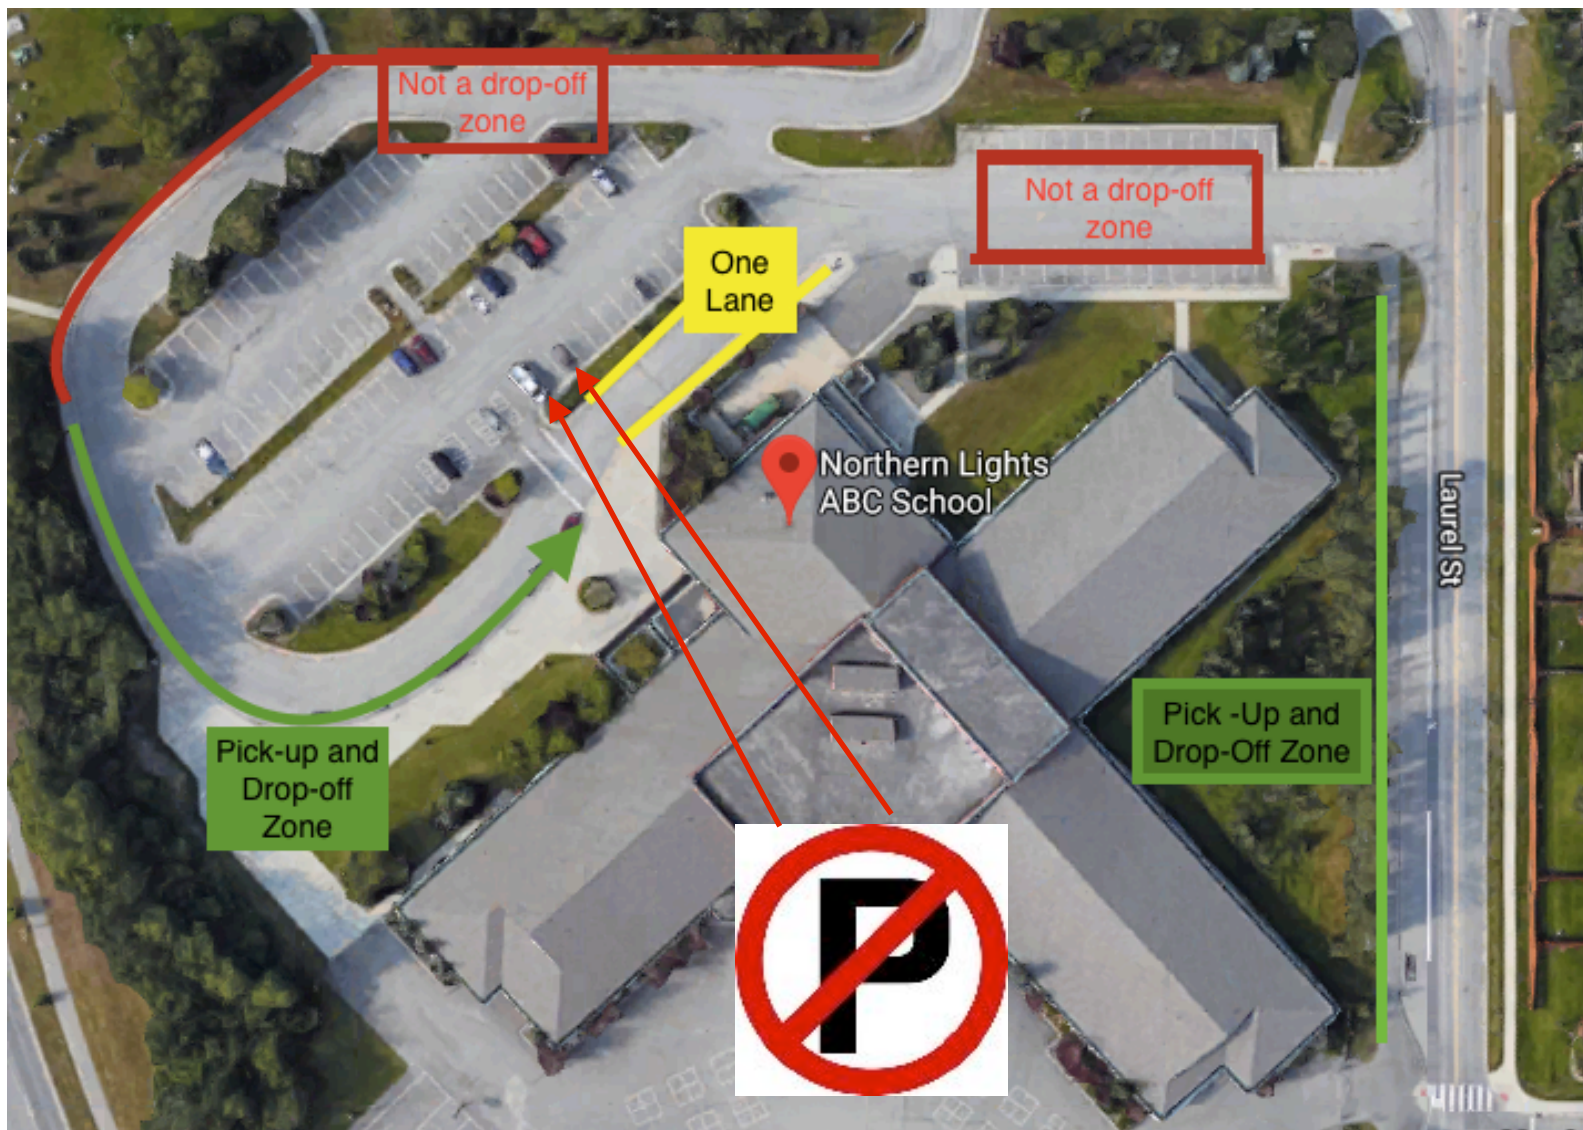 Not a drop-off
zone
Not a drop-off
zone
One
Lane
Northern Lights
ABC School
Laurel St
Pick-up and
Drop-off
Zone
Pick -Up and
Drop-Off Zone
P